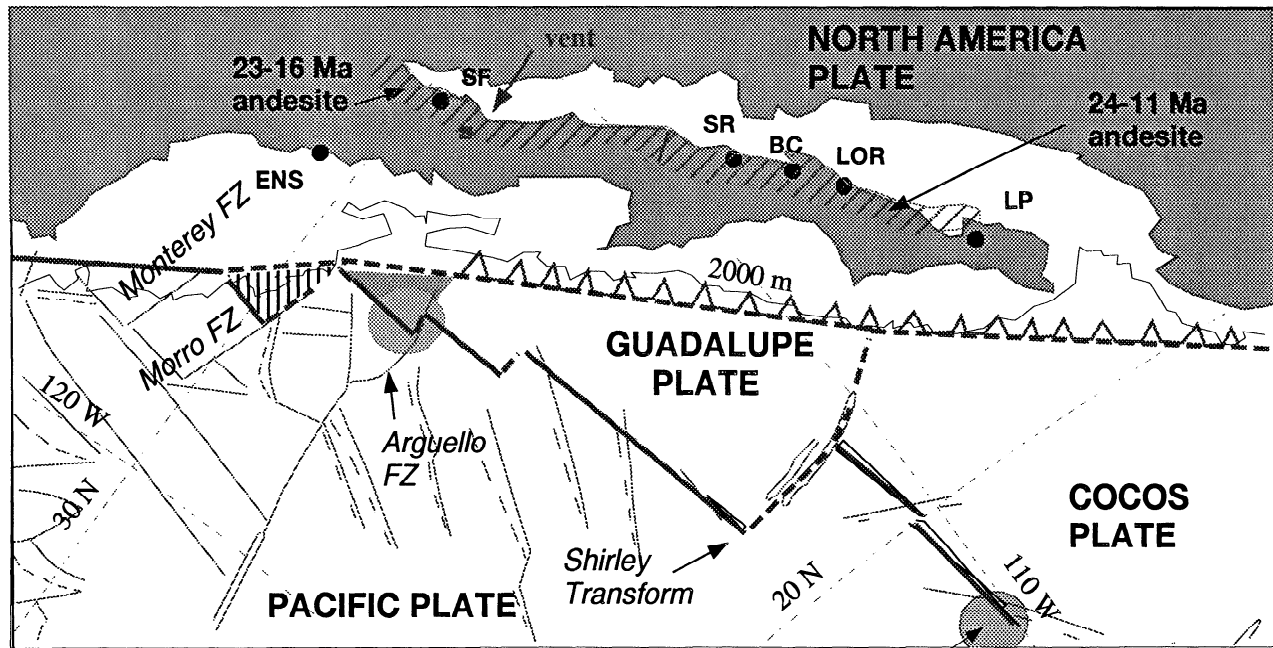 vent
NORTH AMERICA
PLATE
23-16 Ma
andesite
SF
24-11 Ma
andesite
SR
BC
LOR
LP
ENS
Monterey FZ
2000 m
Morro FZ
GUADALUPE
PLATE
120 W
Arguello
FZ
30 N
COCOS
PLATE
Shirley
Transform
20 N
110 W
PACIFIC PLATE